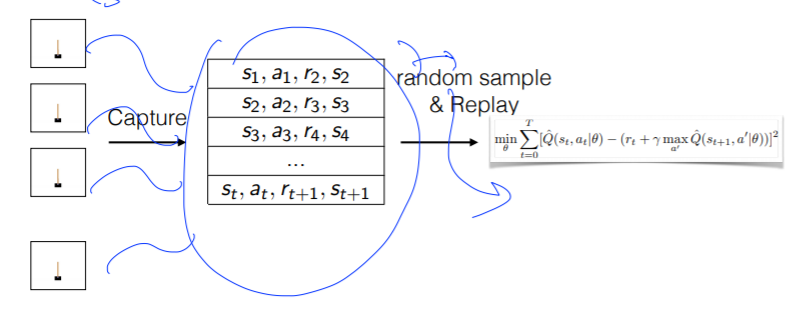 Capture
s₁, a₁, r₂, s₂
s₂, a₂, r₃, s₃
s₃, a₃, r₄, s₄
...
sₜ, aₜ, rₜ₊₁, sₜ₊₁
random sample
& Replay
min_θ ∑_{t=0}^{T} [Q̂(sₜ, aₜ|θ) − (rₜ + γ max_{a′} Q̂(sₜ₊₁, a′|θ))]²